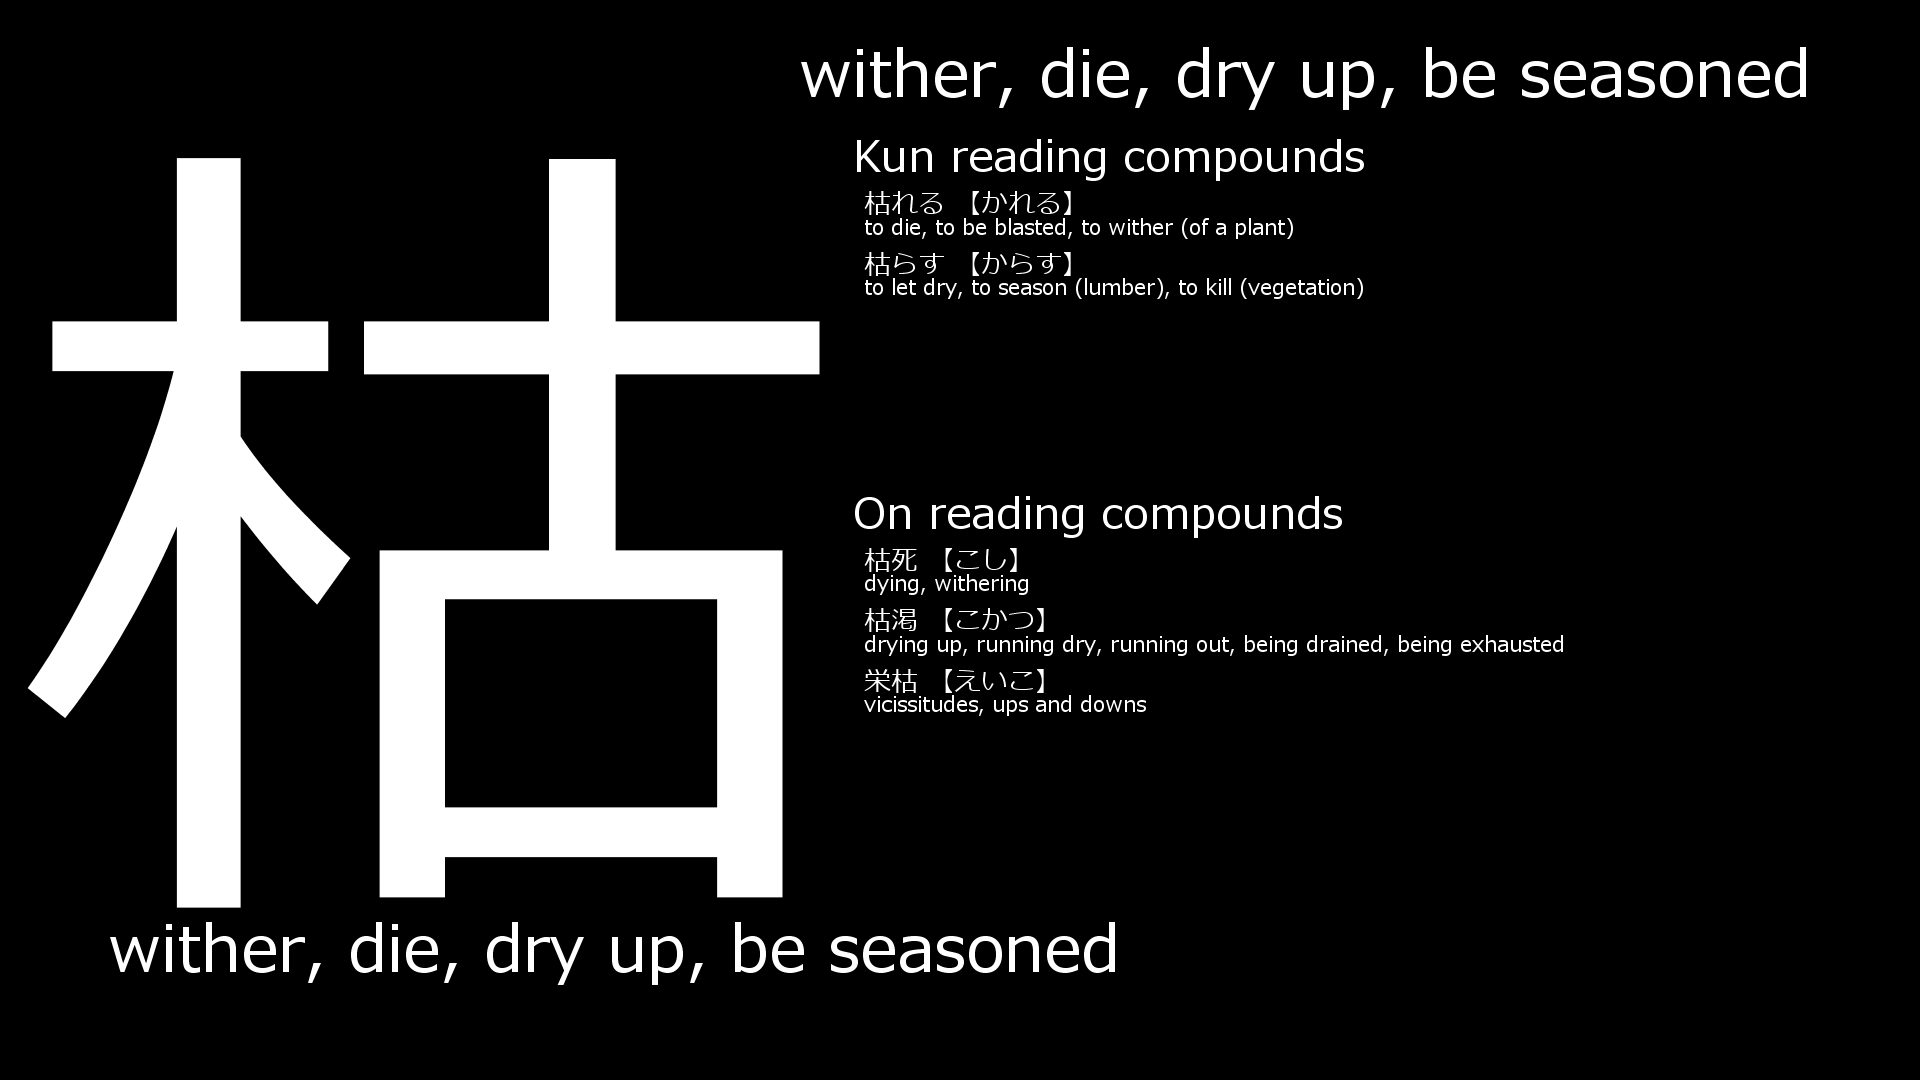 wither, die, dry up, be seasoned
枯
Kun reading compounds
枯れる 【かれる】
to die, to be blasted, to wither (of a plant)
枯らす 【からす】
to let dry, to season (lumber), to kill (vegetation)
On reading compounds
枯死 【こし】
dying, withering
枯渇 【こかつ】
drying up, running dry, running out, being drained, being exhausted
栄枯 【えいこ】
vicissitudes, ups and downs
wither, die, dry up, be seasoned